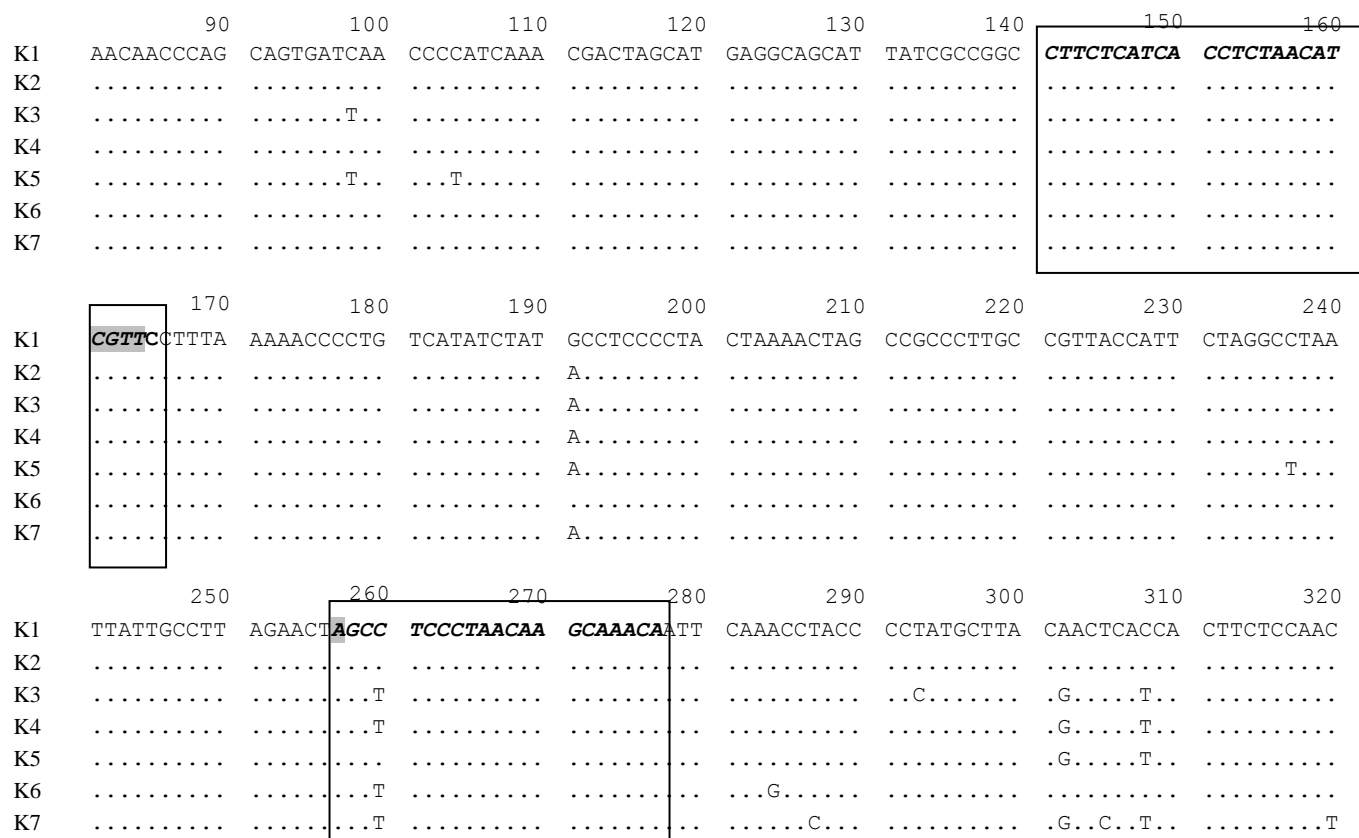 90 100 110 120 130 140 150 160
K1 AACAACCCAG CAGTGATCAA CCCCATCAAA CGACTAGCAT GAGGCAGCAT TATCGCCGGC CTTCTCATCA CCTCTAACAT
K2 .......... .......... .......... .......... .......... .......... .......... ..........
K3 .......... .......T.. .......... .......... .......... .......... .......... ..........
K4 .......... .......... .......... .......... .......... .......... .......... ..........
K5 .......... .......T.. ...T...... .......... .......... .......... .......... ..........
K6 .......... .......... .......... .......... .......... .......... .......... ..........
K7 .......... .......... .......... .......... .......... .......... .......... ..........
170 180 190 200 210 220 230 240
K1 CGTTCCTTTA AAAACCCCTG TCATATCTAT GCCTCCCCTA CTAAAACTAG CCGCCCTTGC CGTTACCATT CTAGGCCTAA
K2 .......... .......... .......... A......... .......... .......... .......... ..........
K3 .......... .......... .......... A......... .......... .......... .......... ..........
K4 .......... .......... .......... A......... .......... .......... .......... ..........
K5 .......... .......... .......... A......... .......... .......... .......... ......T...
K6 .......... .......... .......... .......... .......... .......... .......... ..........
K7 .......... .......... .......... A......... .......... .......... .......... ..........
250 260 270 280 290 300 310 320
K1 TTATTGCCTT AGAACTAGCC TCCCTAACAA GCAAACAATT CAAACCTACC CCTATGCTTA CAACTCACCA CTTCTCCAAC
K2 .......... .......... .......... .......... .......... .......... .......... ..........
K3 .......... .........T .......... .......... .......... ..C....... .G.....T.. ..........
K4 .......... .........T .......... .......... .......... .......... .G.....T.. ..........
K5 .......... .......... .......... .......... .......... .......... .G.....T.. ..........
K6 .......... .........T .......... .......... ...G...... .......... .......... ..........
K7 .......... .........T .......... .......... ......C... .......... .G..C..T.. .........T